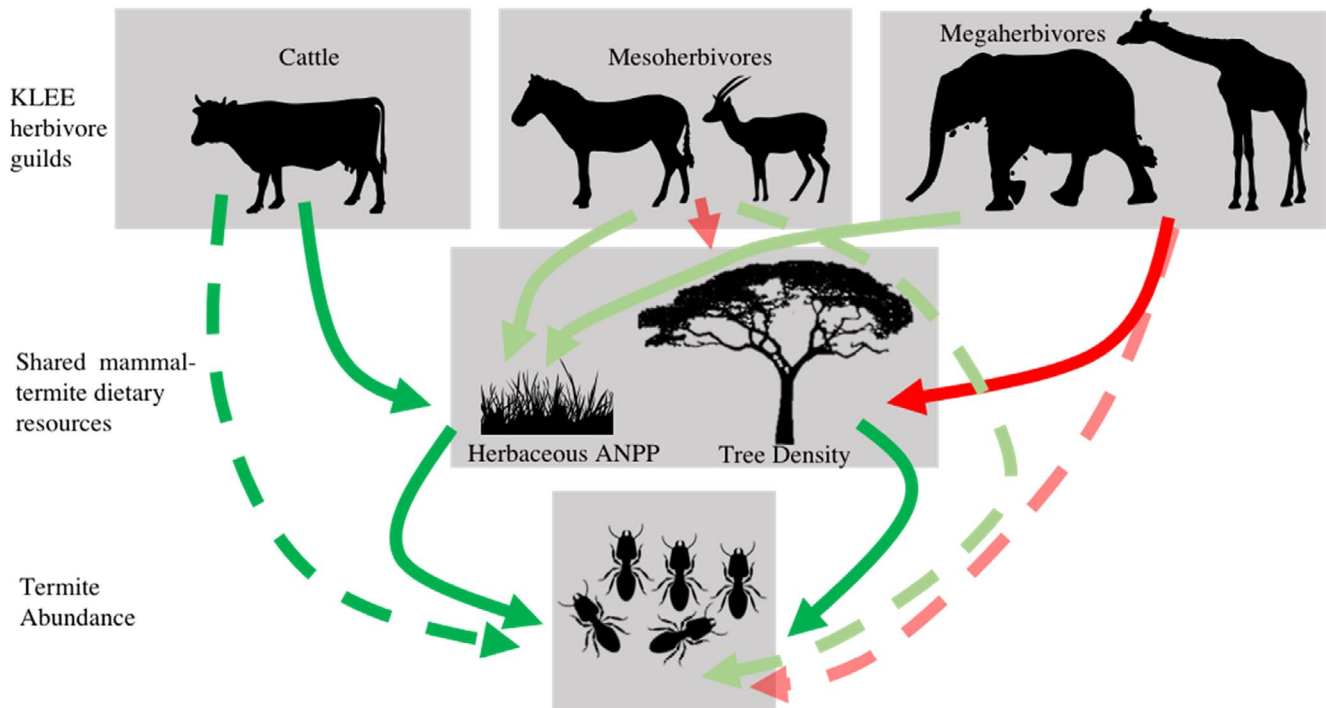 Cattle
Mesoherbivores
Megaherbivores
KLEE
herbivore
guilds
Shared mammal-
termite dietary
resources
Herbaceous ANPP
Tree Density
Termite
Abundance